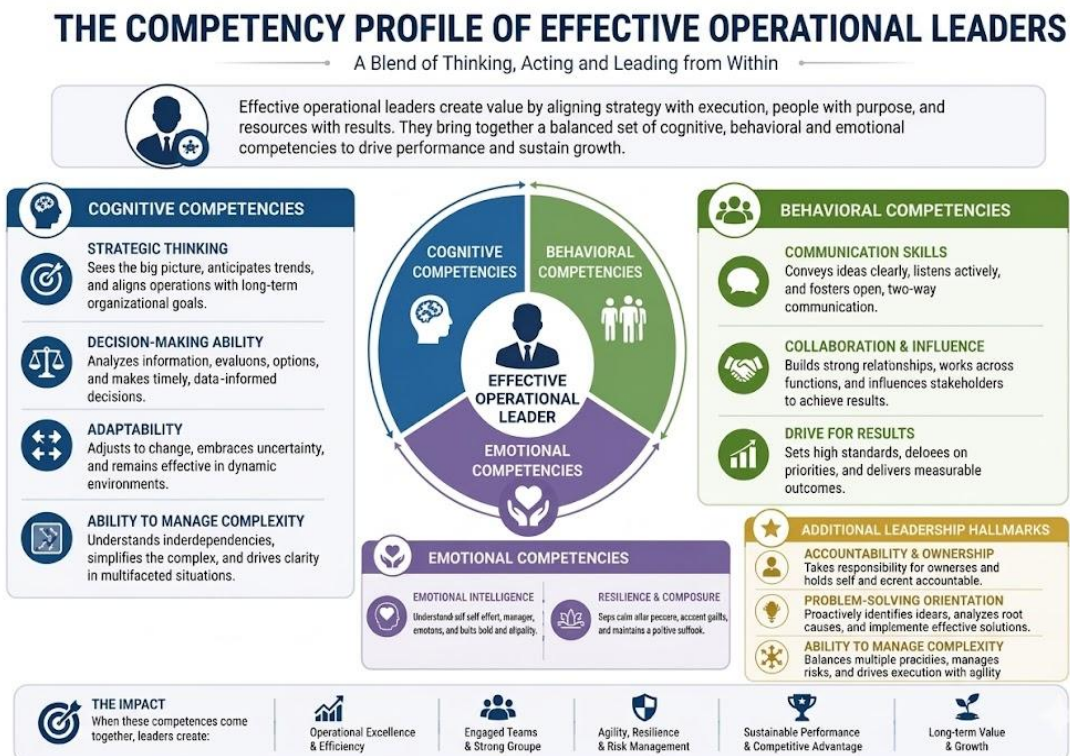 THE COMPETENCY PROFILE OF EFFECTIVE OPERATIONAL LEADERS
A Blend of Thinking, Acting and Leading from Within
Effective operational leaders create value by aligning strategy with execution, people with purpose, and
resources with results. They bring together a balanced set of cognitive, behavioral and emotional
competencies to drive performance and sustain growth.
COGNITIVE COMPETENCIES
STRATEGIC THINKING
Sees the big picture, anticipates trends,
and aligns operations with long-term
organizational goals.
DECISION-MAKING ABILITY
Analyzes information, evaluons, options,
and makes timely, data-informed
decisions.
ADAPTABILITY
Adjusts to change, embraces uncertainty,
and remains effective in dynamic
environments.
ABILITY TO MANAGE COMPLEXITY
Understands inderdependencies,
simplifies the complex, and drives clarity
in multifaceted situations.
COGNITIVE
COMPETENCIES
BEHAVIORAL
COMPETENCIES
EFFECTIVE
OPERATIONAL
LEADER
EMOTIONAL
COMPETENCIES
BEHAVIORAL COMPETENCIES
COMMUNICATION SKILLS
Conveys ideas clearly, listens actively,
and fosters open, two-way
communication.
COLLABORATION & INFLUENCE
Builds strong relationships, works across
functions, and influences stakeholders
to achieve results.
DRIVE FOR RESULTS
Sets high standards, deloees on
priorities, and delivers measurable
outcomes.
EMOTIONAL COMPETENCIES
EMOTIONAL INTELLIGENCE
self effort, manager,
and bold and
RESILIENCE & COMPOSURE
calm
and maintains a
ADDITIONAL LEADERSHIP HALLMARKS
ACCOUNTABILITY & OWNERSHIP
Takes responsibility for ownerses and
holds self and ecrent accountable.
PROBLEM-SOLVING ORIENTATION
Proactively identifies idears, analyzes root
causes, and implemente effective solutions.
ABILITY TO MANAGE COMPLEXITY
Balances multiple pracidies, manages
risks, and drives execution with agility
THE IMPACT
When these competences come
together, leaders create:
Operational Excellence
& Efficiency
Engaged Teams
& Strong Groupe
Agility, Resilience
& Risk Management
Sustainable Performance
& Competitive Advantage
Long-term Value
& Growth